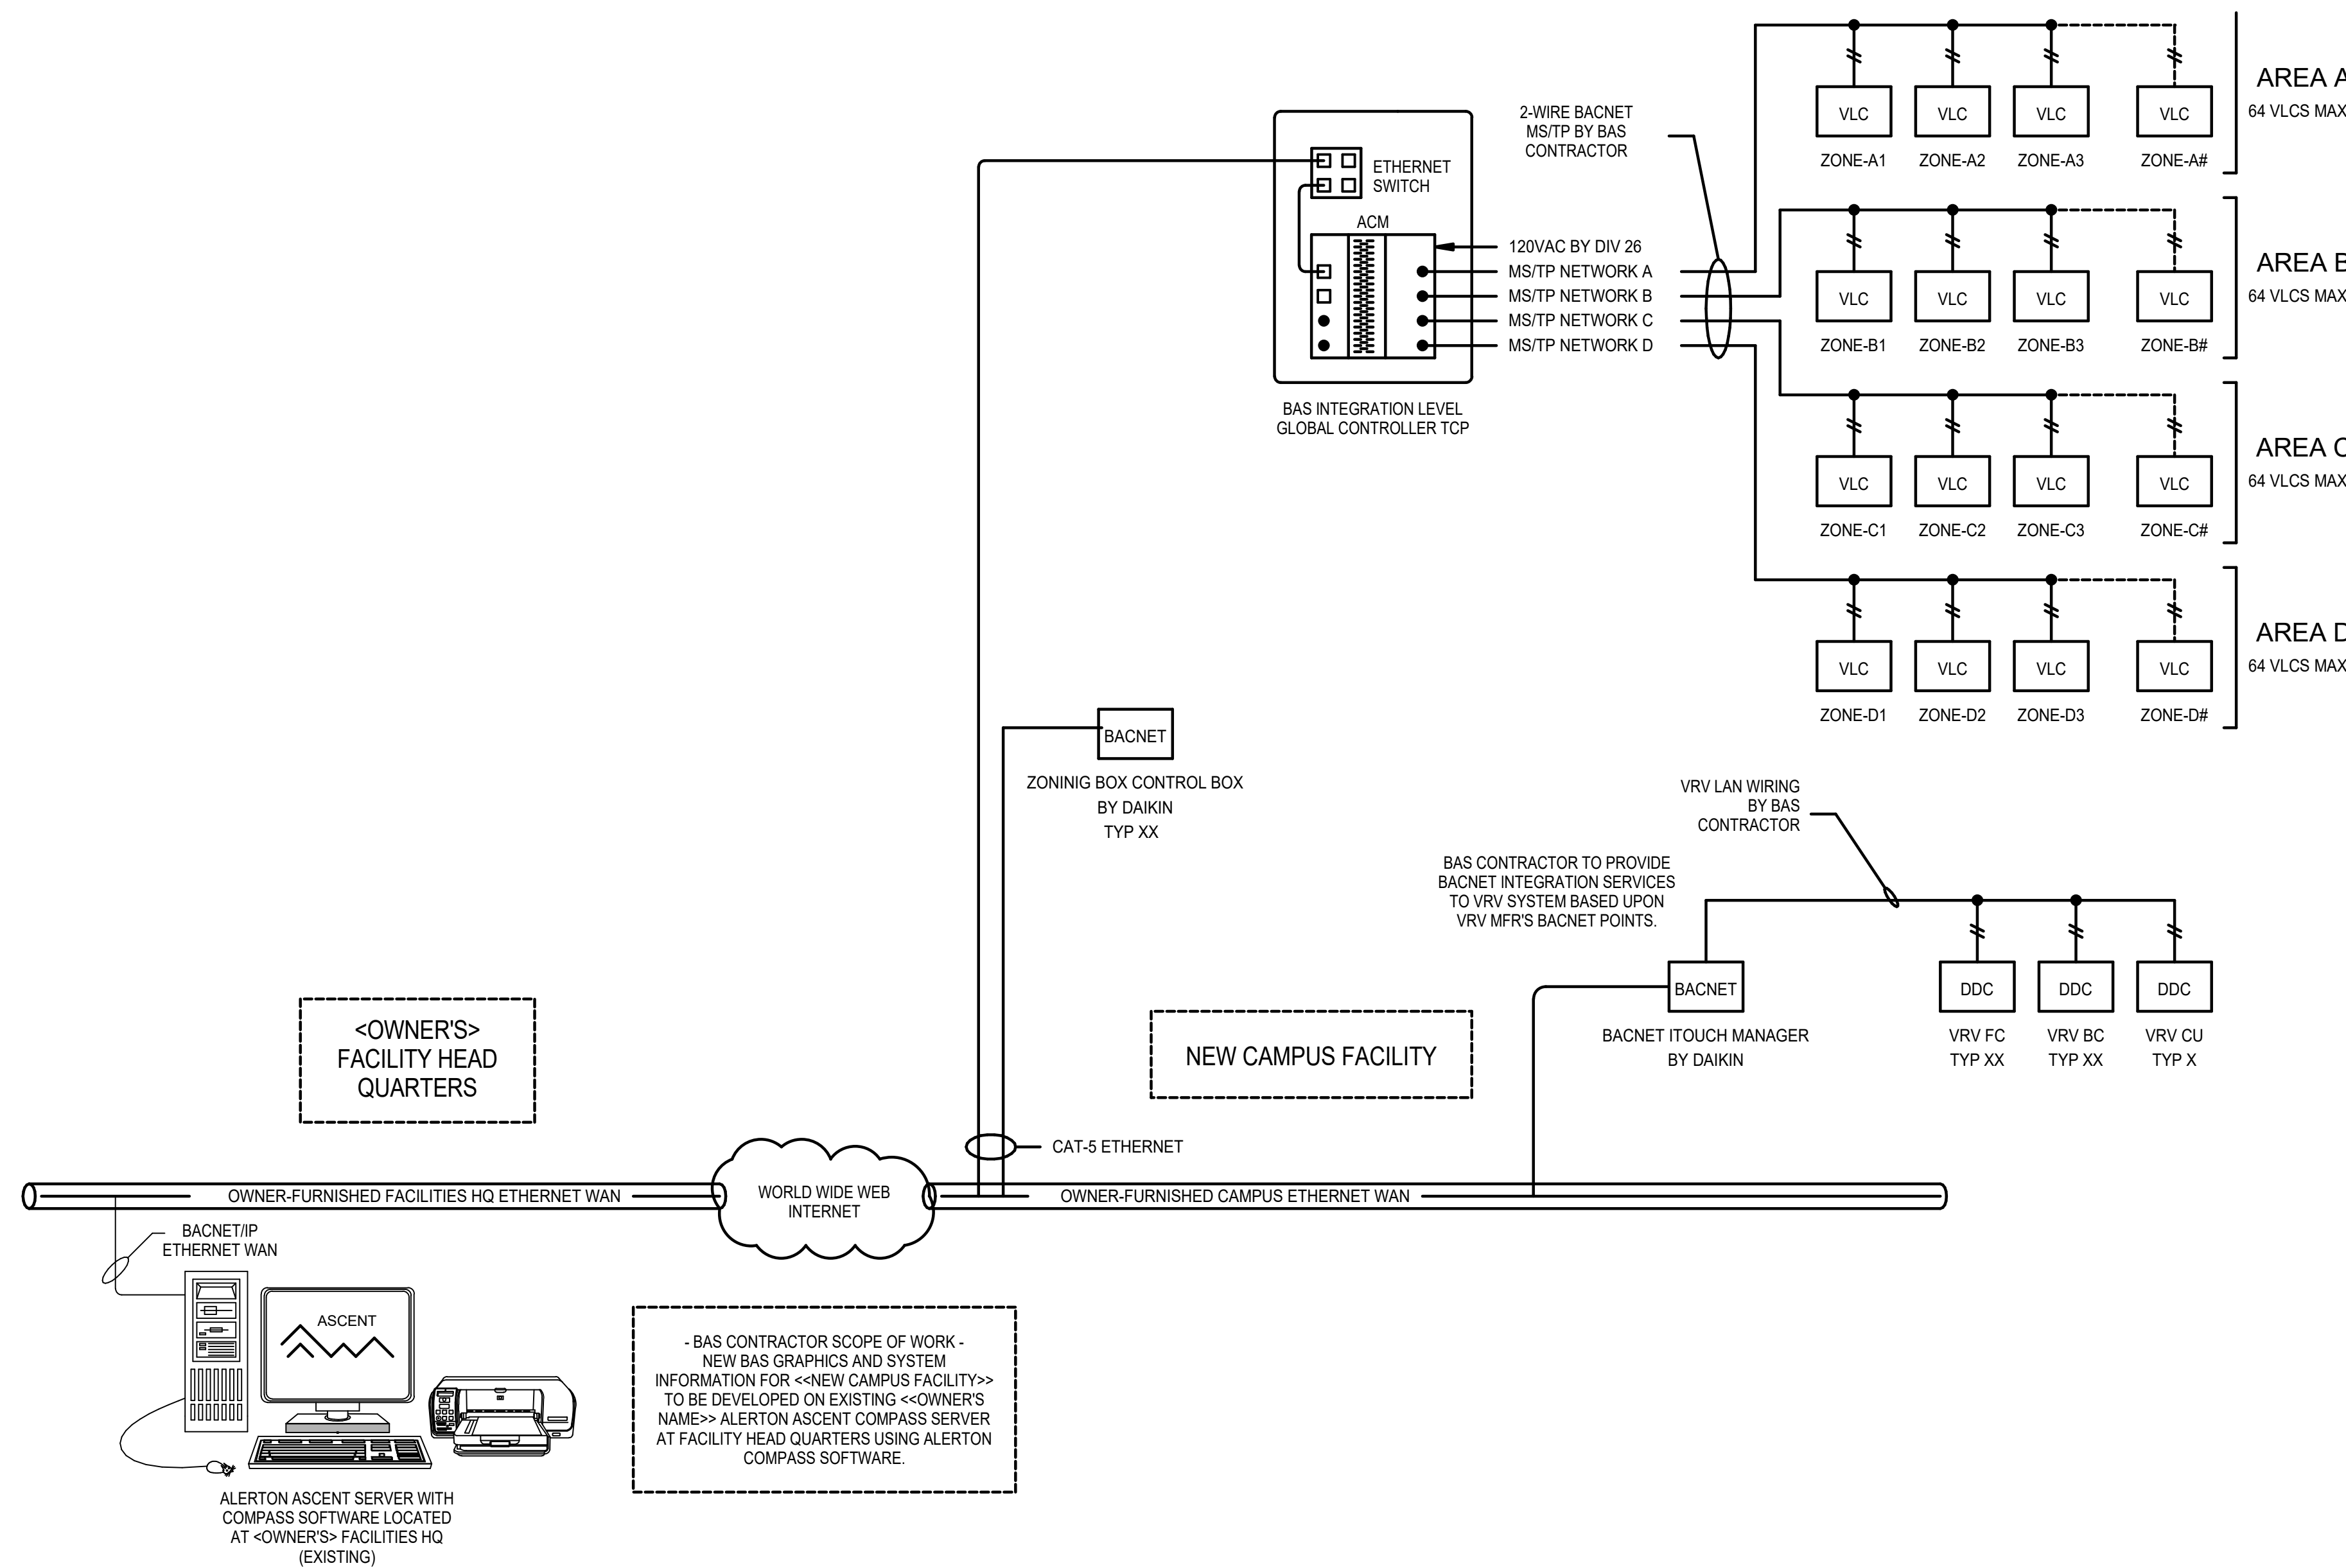 2-WIRE BACNET
MS/TP BY BAS
CONTRACTOR
ETHERNET
SWITCH
ACM
120VAC BY DIV 26
MS/TP NETWORK A
MS/TP NETWORK B
MS/TP NETWORK C
MS/TP NETWORK D
BAS INTEGRATION LEVEL
GLOBAL CONTROLLER TCP
VLC
VLC
VLC
VLC
ZONE-A1
ZONE-A2
ZONE-A3
ZONE-A#
AREA A
64 VLCS MAX
VLC
VLC
VLC
VLC
ZONE-B1
ZONE-B2
ZONE-B3
ZONE-B#
AREA B
64 VLCS MAX
VLC
VLC
VLC
VLC
ZONE-C1
ZONE-C2
ZONE-C3
ZONE-C#
AREA C
64 VLCS MAX
VLC
VLC
VLC
VLC
ZONE-D1
ZONE-D2
ZONE-D3
ZONE-D#
AREA D
64 VLCS MAX
BACNET
ZONINIG BOX CONTROL BOX
BY DAIKIN
TYP XX
VRV LAN WIRING
BY BAS
CONTRACTOR
BAS CONTRACTOR TO PROVIDE
BACNET INTEGRATION SERVICES
TO VRV SYSTEM BASED UPON
VRV MFR'S BACNET POINTS.
BACNET
BACNET ITOUCH MANAGER
BY DAIKIN
DDC
DDC
DDC
VRV FC
TYP XX
VRV BC
TYP XX
VRV CU
TYP X
<OWNER'S>
FACILITY HEAD
QUARTERS
NEW CAMPUS FACILITY
CAT-5 ETHERNET
OWNER-FURNISHED FACILITIES HQ ETHERNET WAN
WORLD WIDE WEB
INTERNET
OWNER-FURNISHED CAMPUS ETHERNET WAN
BACNET/IP
ETHERNET WAN
ASCENT
- BAS CONTRACTOR SCOPE OF WORK -
NEW BAS GRAPHICS AND SYSTEM
INFORMATION FOR <<NEW CAMPUS FACILITY>>
TO BE DEVELOPED ON EXISTING <<OWNER'S
NAME>> ALERTON ASCENT COMPASS SERVER
AT FACILITY HEAD QUARTERS USING ALERTON
COMPASS SOFTWARE.
ALERTON ASCENT SERVER WITH
COMPASS SOFTWARE LOCATED
AT <OWNER'S> FACILITIES HQ
(EXISTING)